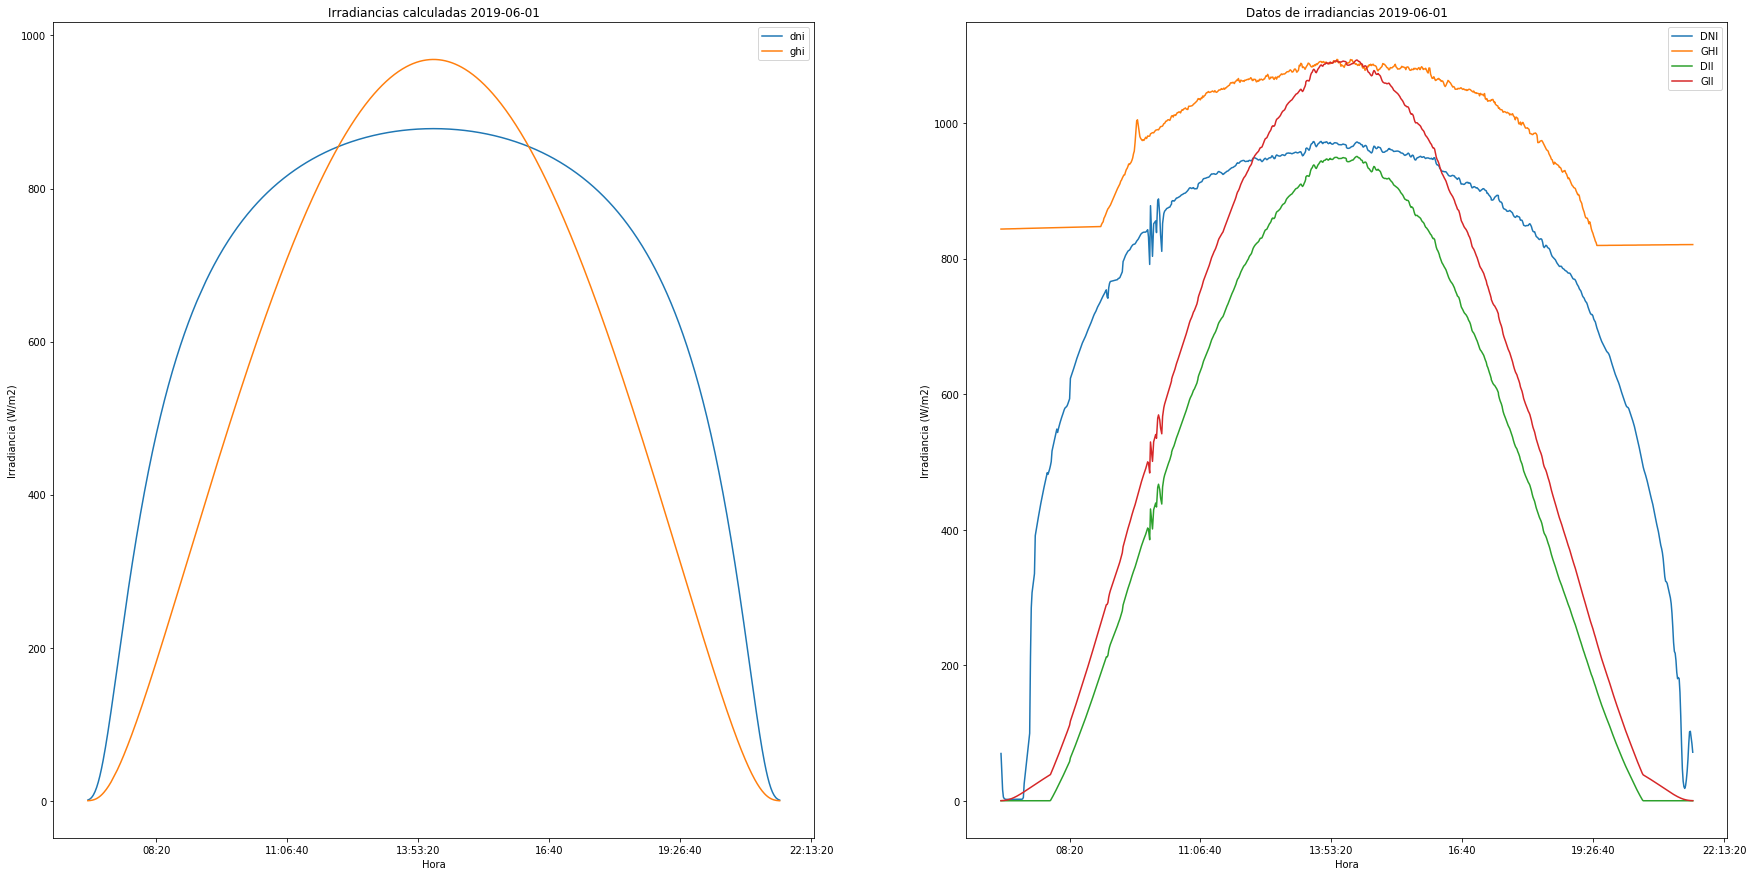 Irradiancias calculadas 2019-06-01
dni
ghi
1000
800
600
400
200
0
Irradiancia (W/m2)
08:20
11:06:40
13:53:20
16:40
19:26:40
22:13:20
Hora
Datos de irradiancias 2019-06-01
DNI
GHI
DII
GII
1000
800
600
400
200
0
Irradiancia (W/m2)
08:20
11:06:40
13:53:20
16:40
19:26:40
22:13:20
Hora